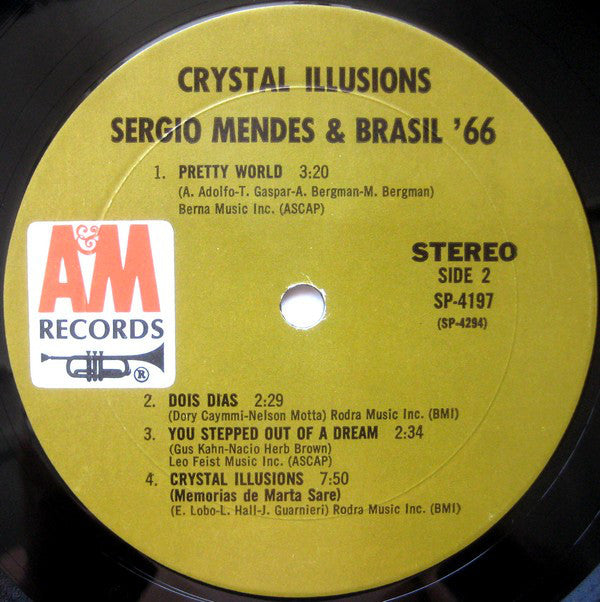 CRYSTAL ILLUSIONS
SERGIO MENDES & BRASIL '66
1. PRETTY WORLD 3:20
(A. Adolfo-T. Gaspar-A. Bergman-M. Bergman)
Berna Music Inc. (ASCAP)
A&M
RECORDS
®
STEREO
SIDE 2
SP-4197
(SP-4294)
2. DOIS DIAS 2:29
(Dory Caymmi-Nelson Motta) Rodra Music Inc. (BMI)
3. YOU STEPPED OUT OF A DREAM 2:34
(Gus Kahn-Nacio Herb Brown)
Leo Feist Music Inc. (ASCAP)
4. CRYSTAL ILLUSIONS 7:50
(Memorias de Marta Sare)
(E. Lobo-L. Hall-J. Guarnieri) Rodra Music Inc. (BMI)